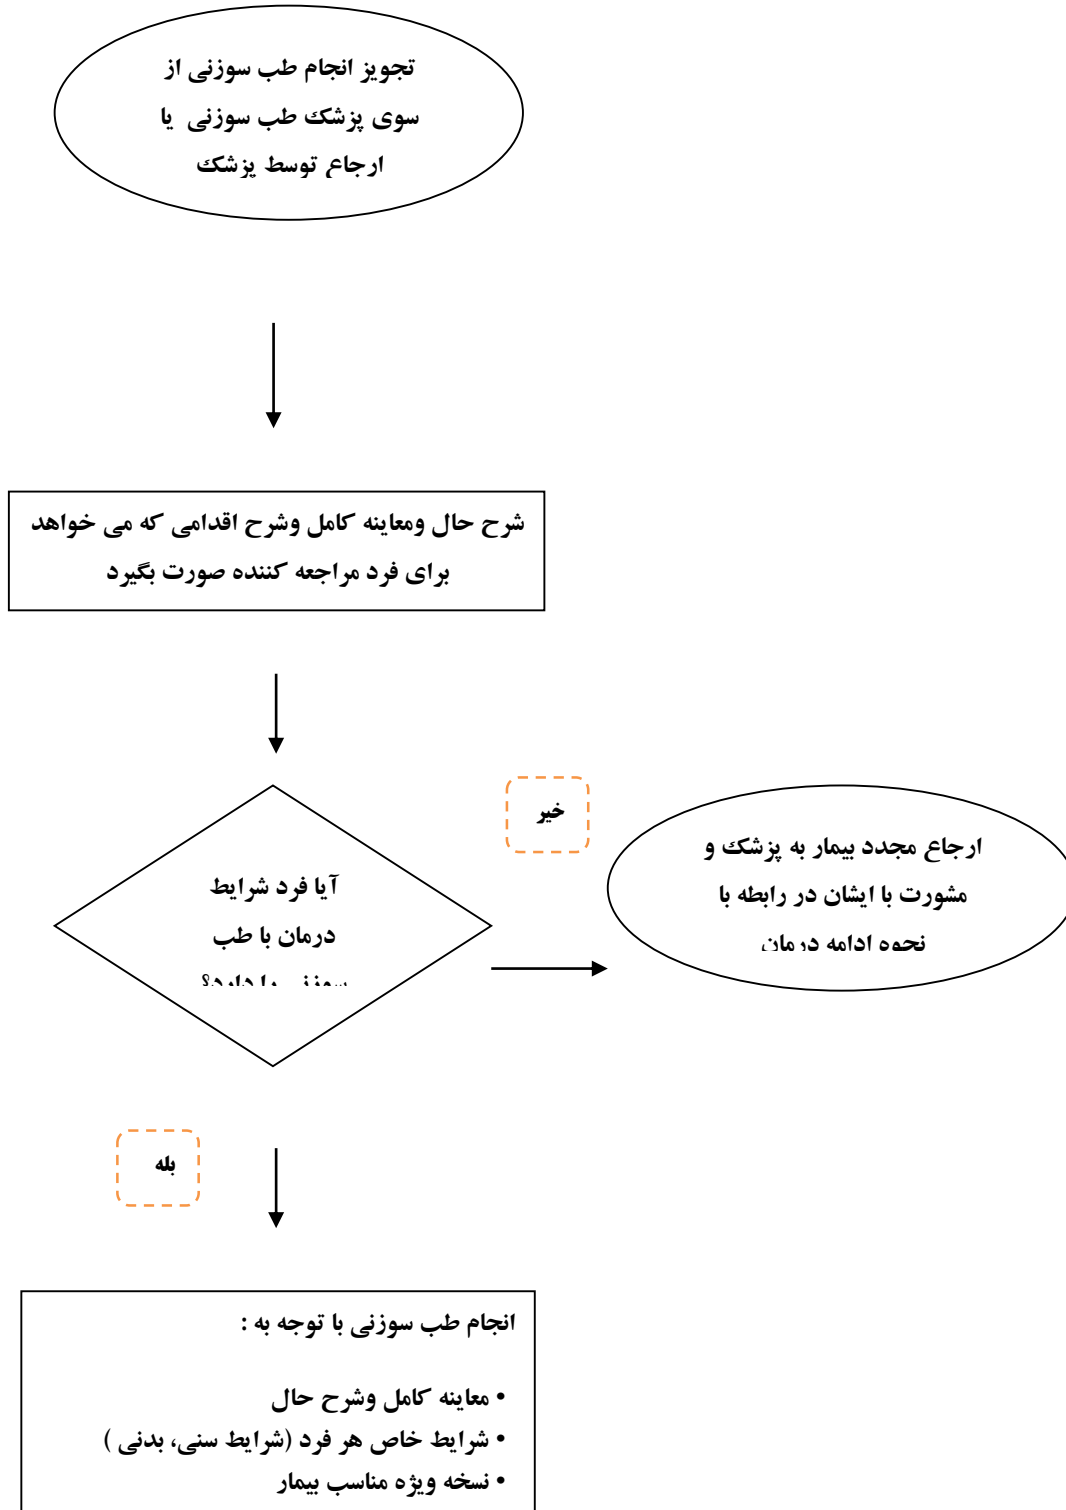 تجویز انجام طب سوزنی از
سوی پزشک طب سوزنی یا
ارجاع توسط پزشک
شرح حال ومعاینه کامل وشرح اقدامی که می خواهد
برای فرد مراجعه کننده صورت بگیرد
خیر
ارجاع مجدد بیمار به پزشک و
مشورت با ایشان در رابطه با
نحوه ادامه درمان
آیا فرد شرایط
درمان با طب
سوزنی را دارد؟
بله
انجام طب سوزنی با توجه به :
• معاینه کامل وشرح حال
• شرایط خاص هر فرد (شرایط سنی، بدنی )
• نسخه ویژه مناسب بیمار